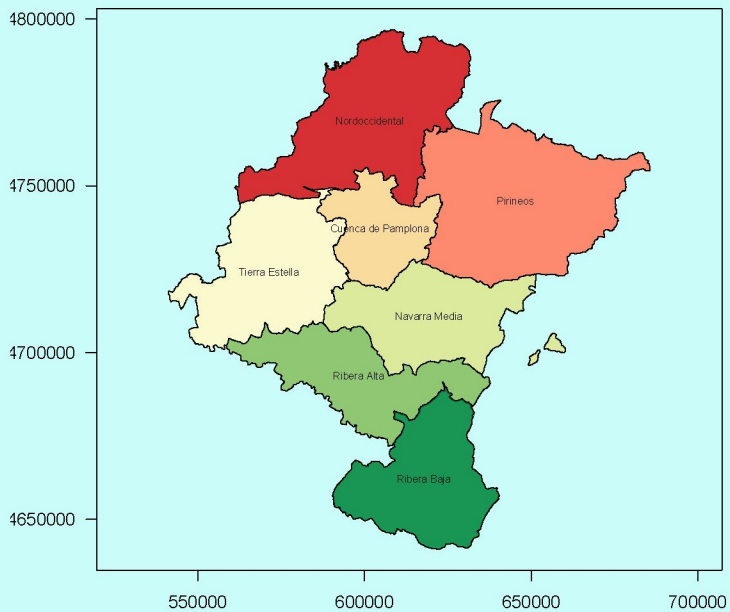 4800000
Nordoccidental
4750000
Pirineos
Cuenca de Pamplona
Tierra Estella
Navarra Media
4700000
Ribera Alta
Ribera Baja
4650000
550000 600000 650000 700000